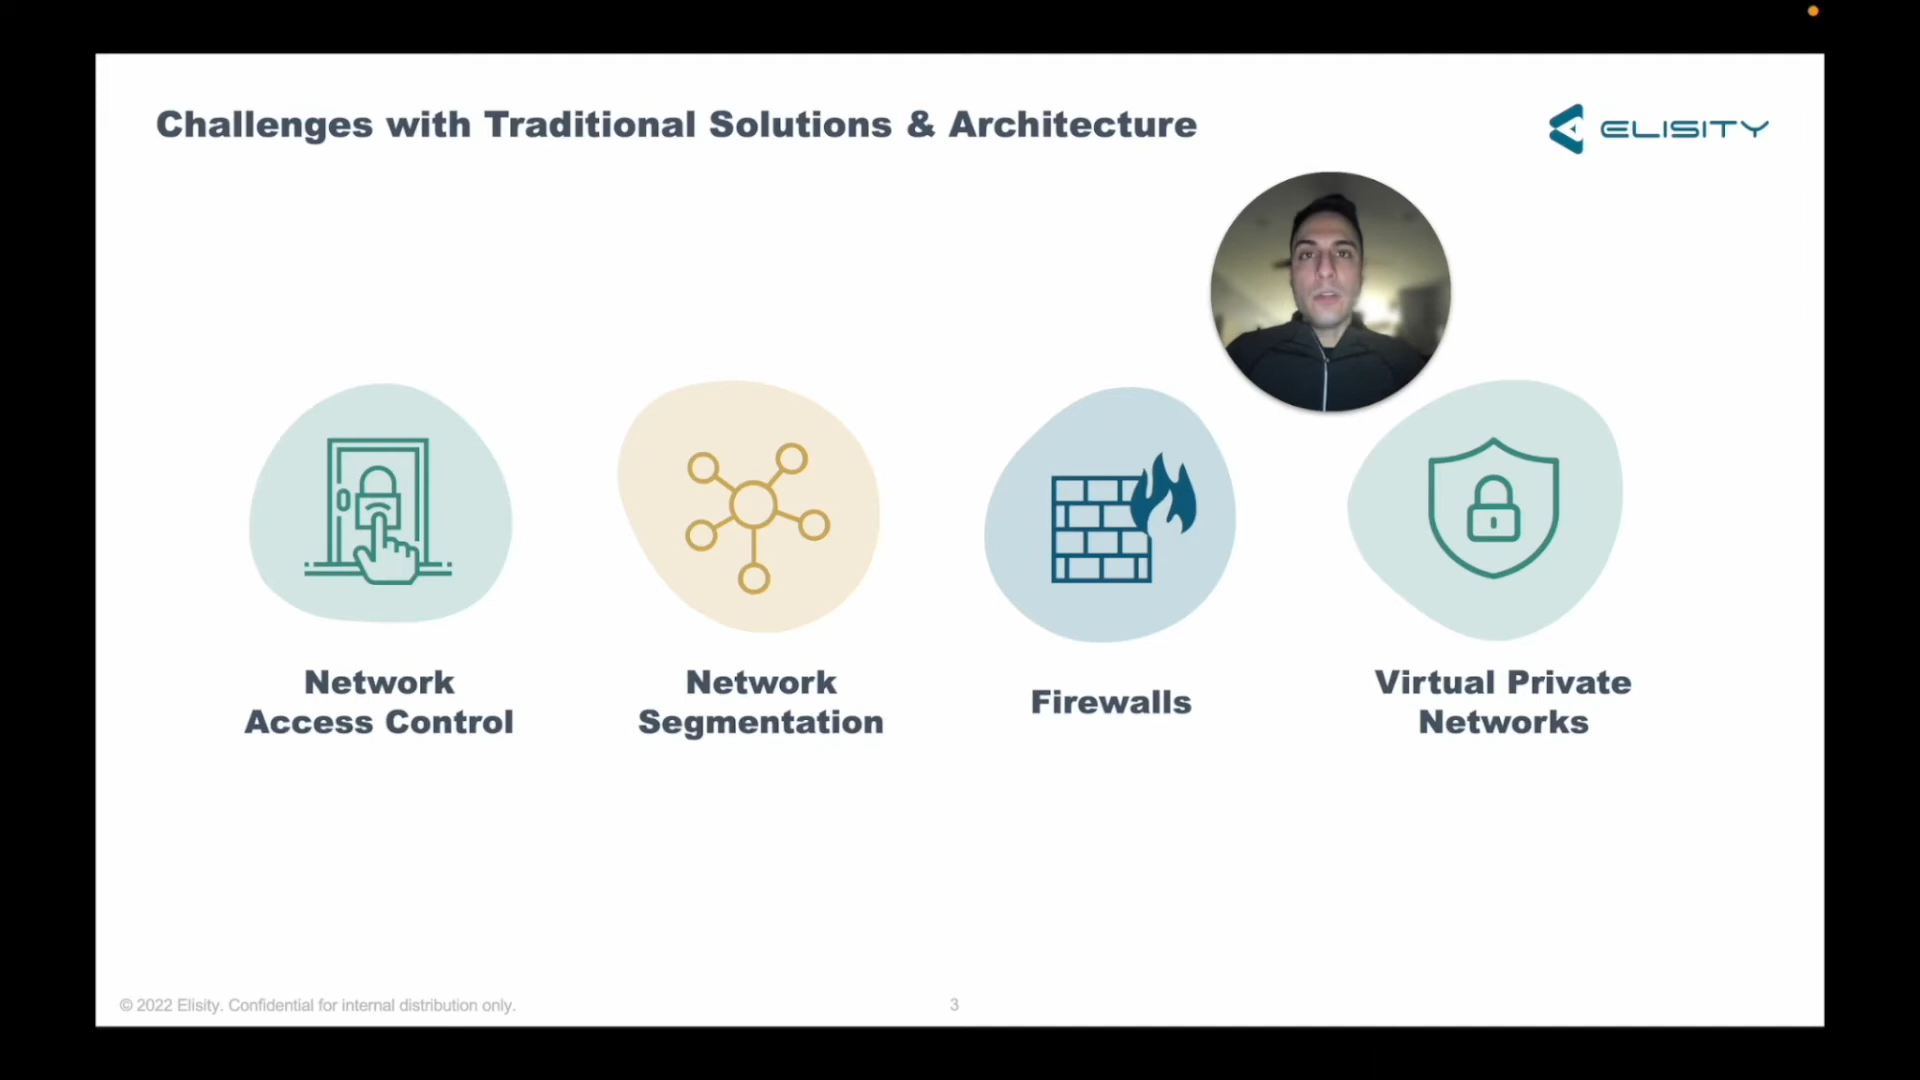 Challenges with Traditional Solutions & Architecture
ELISITY
Network
Access Control
Network
Segmentation
Firewalls
Virtual Private
Networks
© 2022 Elisity. Confidential for internal distribution only.
3